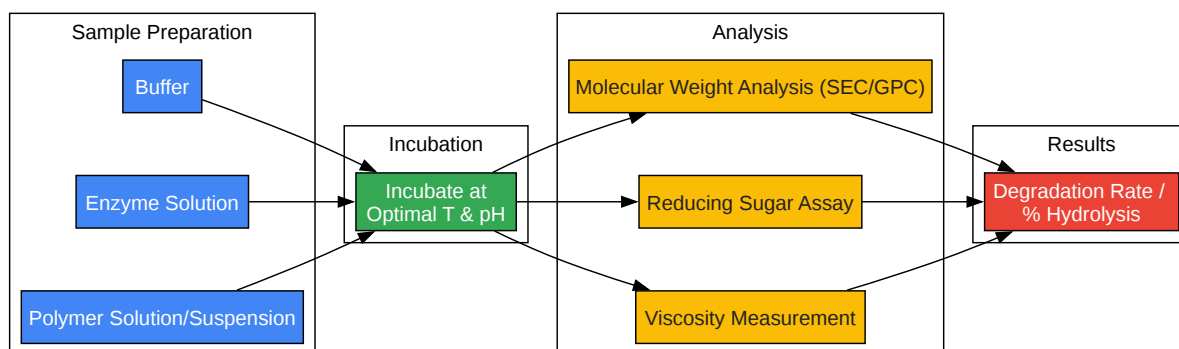 Sample Preparation
Buffer
Enzyme Solution
Polymer Solution/Suspension
Incubation
Incubate at
Optimal T & pH
Analysis
Molecular Weight Analysis (SEC/GPC)
Reducing Sugar Assay
Viscosity Measurement
Results
Degradation Rate /
% Hydrolysis